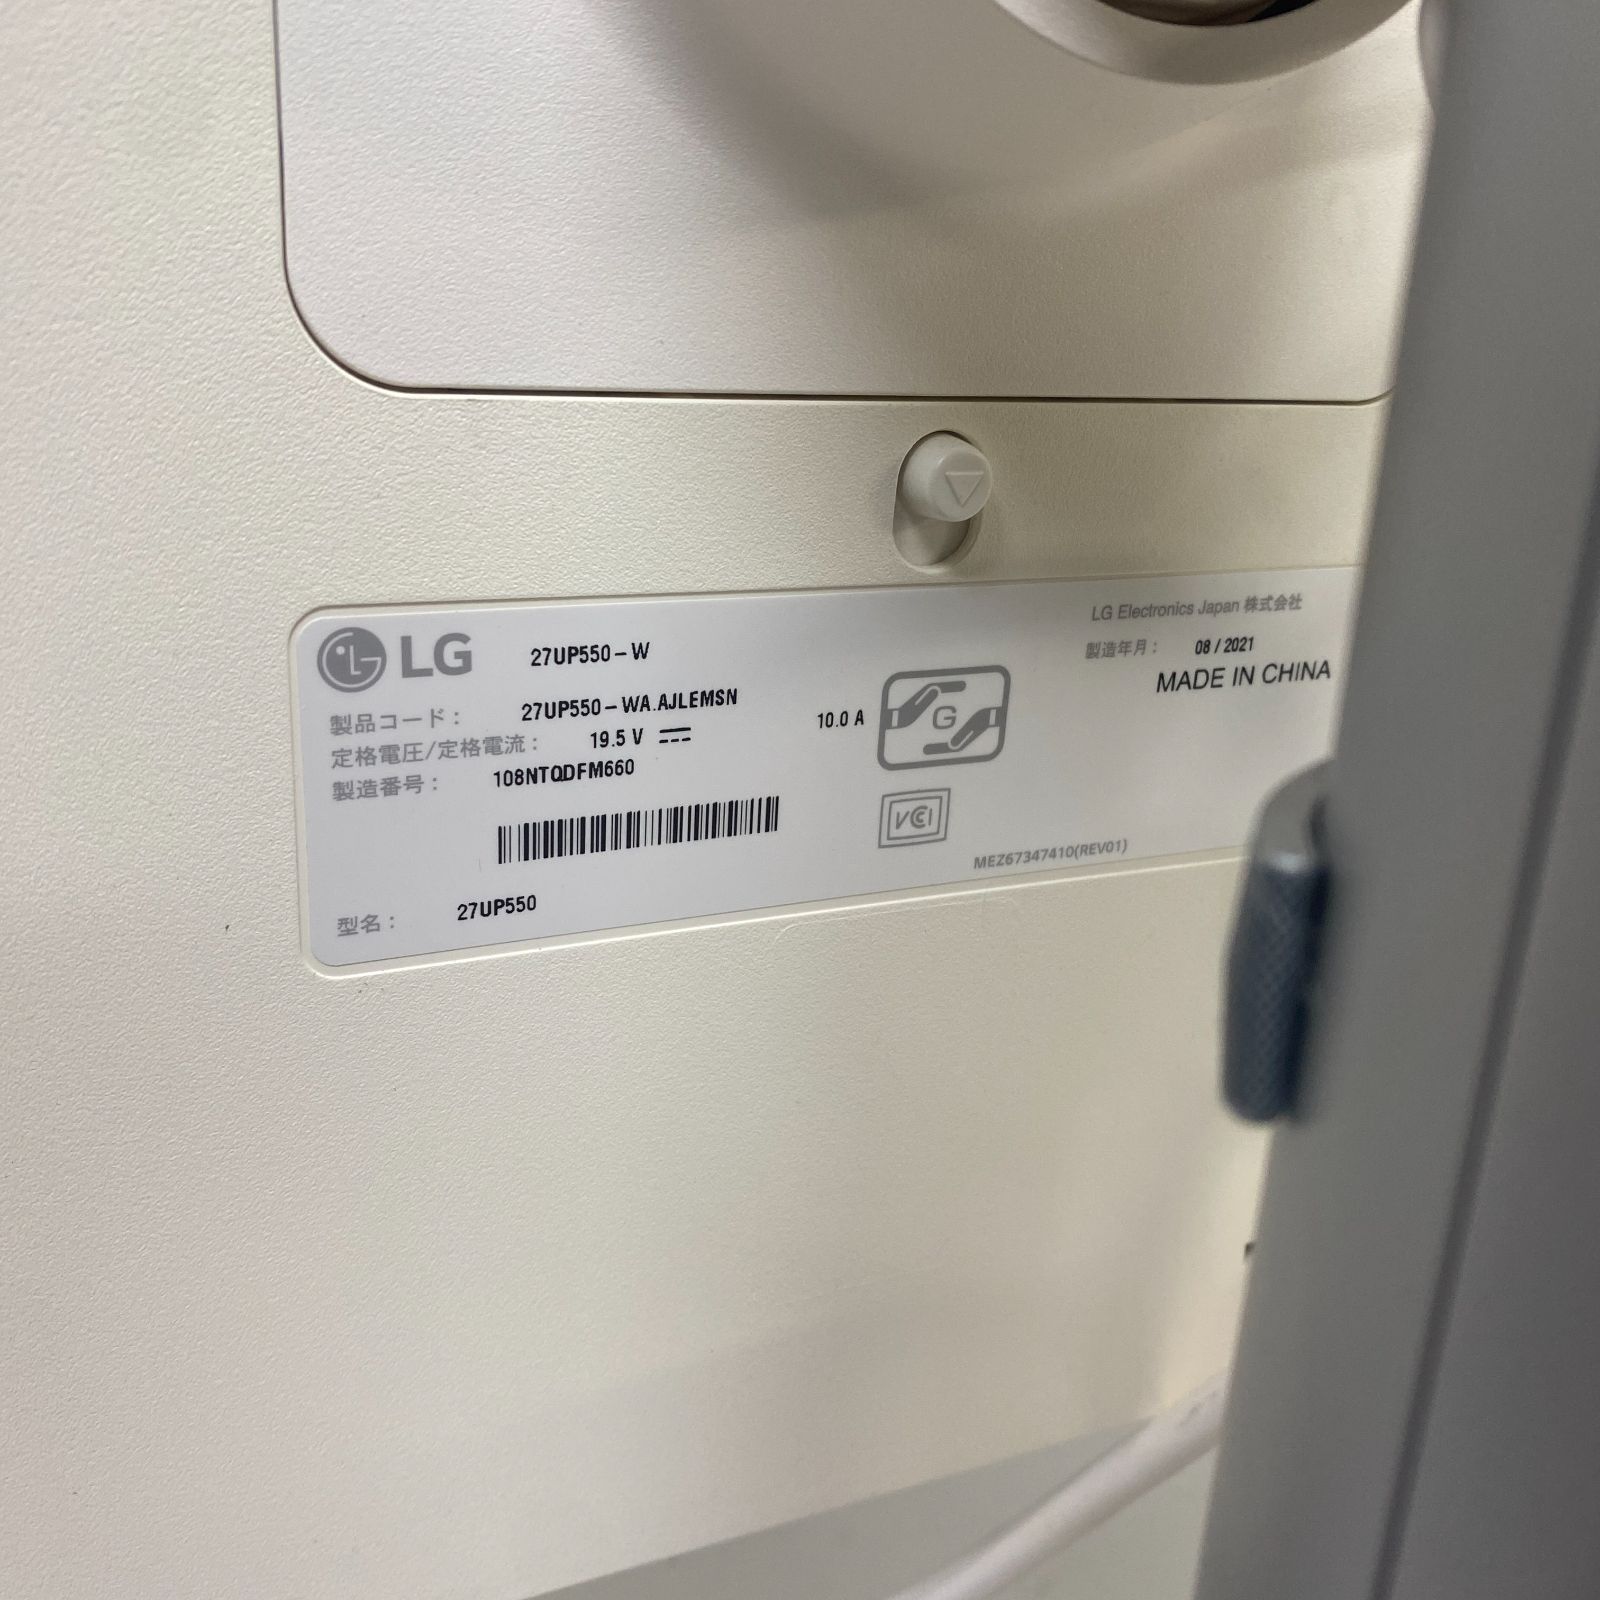 LG 27UP550-W
製品コード: 27UP550-WA.AJLEMSN
定格電圧/定格電流: 19.5 V 10.0 A
製造番号: 108NTQDFM660
型名: 27UP550
G
VCCI
LG Electronics Japan 株式会社
製造年月: 08 / 2021
MADE IN CHINA
MEZ67347410(REV01)